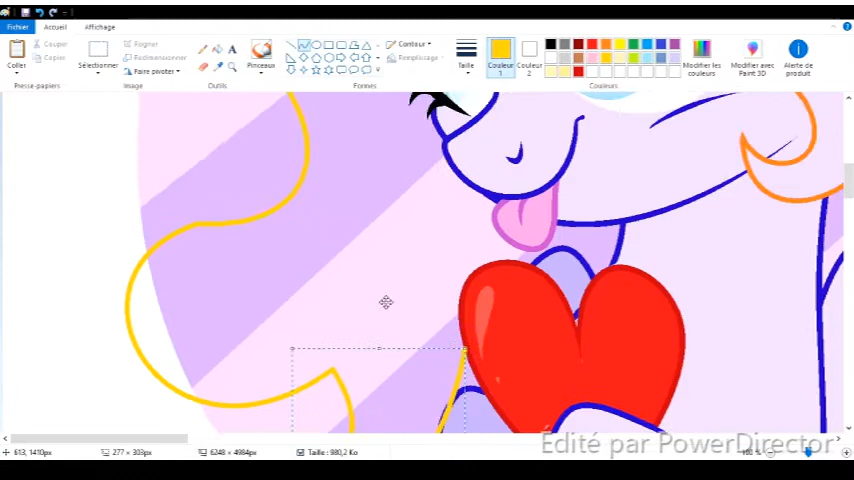 Fichier Accueil Affichage
Coller
Couper
Copier
Presse-papiers
Sélectionner
Rogner
Redimensionner
Faire pivoter
Image
A
Outils
Pinceaux
Contour
Remplissage
Formes
Taille
Couleur 1
Couleur 2
Modifier les couleurs
Couleurs
Modifier avec Paint 3D
Alerte de produit
Édité par PowerDirector
613, 1410px 277 × 303px 6248 × 4984px Taille : 980,2 Ko 100 %